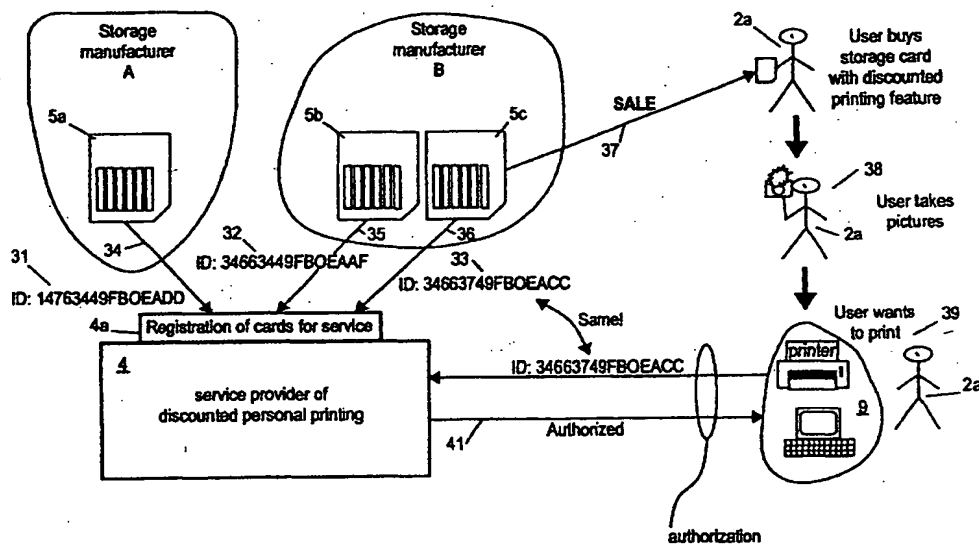 Storage
manufacturer
A
Storage
manufacturer
B
2a
User buys
storage card
with discounted
printing feature
5a
5b
5c
SALE
37
38
User takes
pictures
2a
31
34
32
35
36
33
ID: 14763449FBOEADD
ID: 34663449FBOEAAF
ID: 34663749FBOEACC
4a
Registration of cards for service
Same!
User wants
to print
39
4
service provider of
discounted personal printing
ID: 34663749FBOEACC
printer
9
2a
41
Authorized
authorization